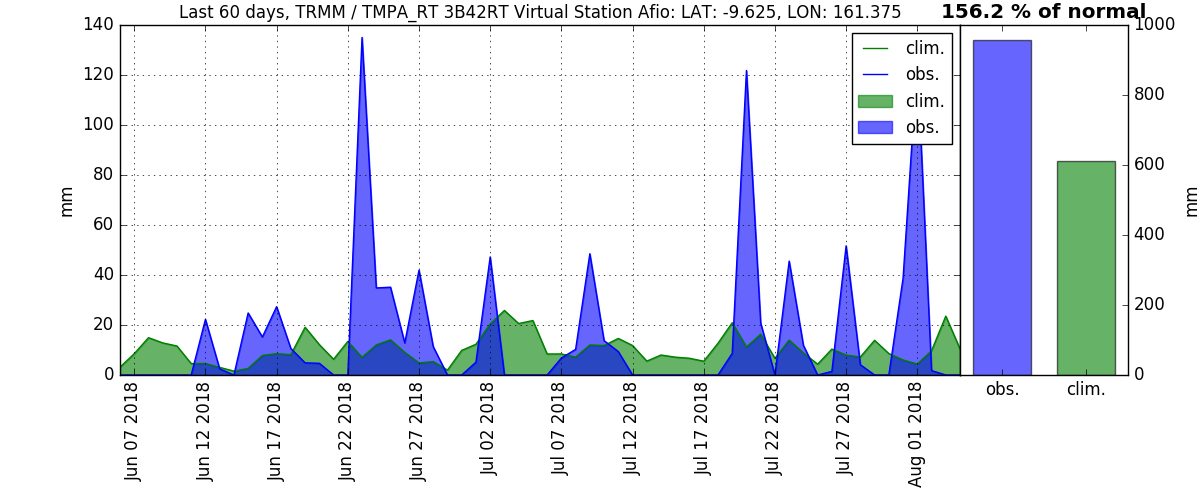 Last 60 days, TRMM / TMPA_RT 3B42RT Virtual Station Afio: LAT: -9.625, LON: 161.375
156.2 % of normal
mm
140
120
100
80
60
40
20
0
clim.
obs.
clim.
obs.
Jun 07 2018
Jun 12 2018
Jun 17 2018
Jun 22 2018
Jun 27 2018
Jul 02 2018
Jul 07 2018
Jul 12 2018
Jul 17 2018
Jul 22 2018
Jul 27 2018
Aug 01 2018
1000
800
600
400
200
0
mm
obs.
clim.